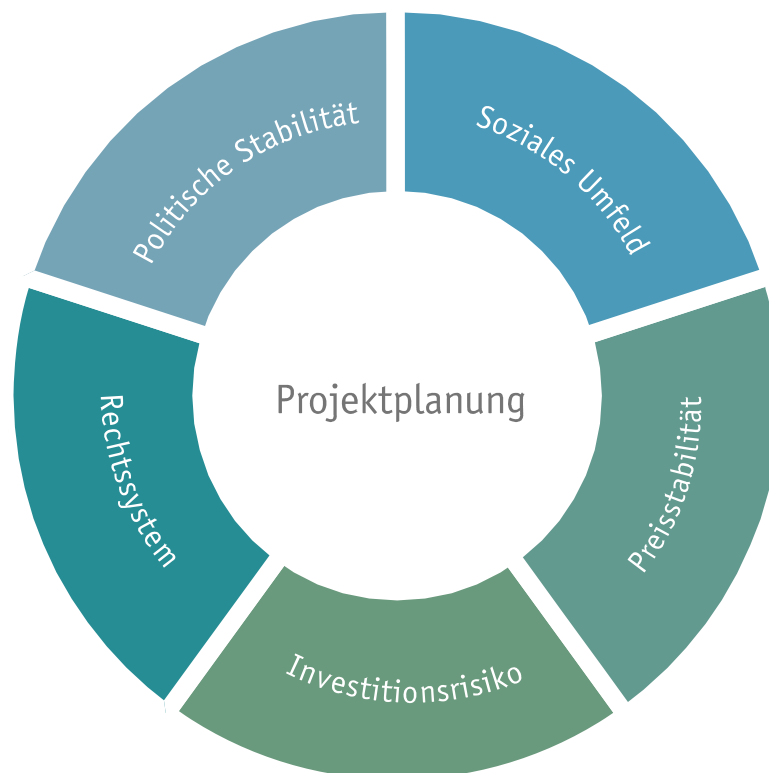 Politische Stabilität
Soziales Umfeld
Rechtssystem
Projektplanung
Preisstabilität
Investitionsrisiko